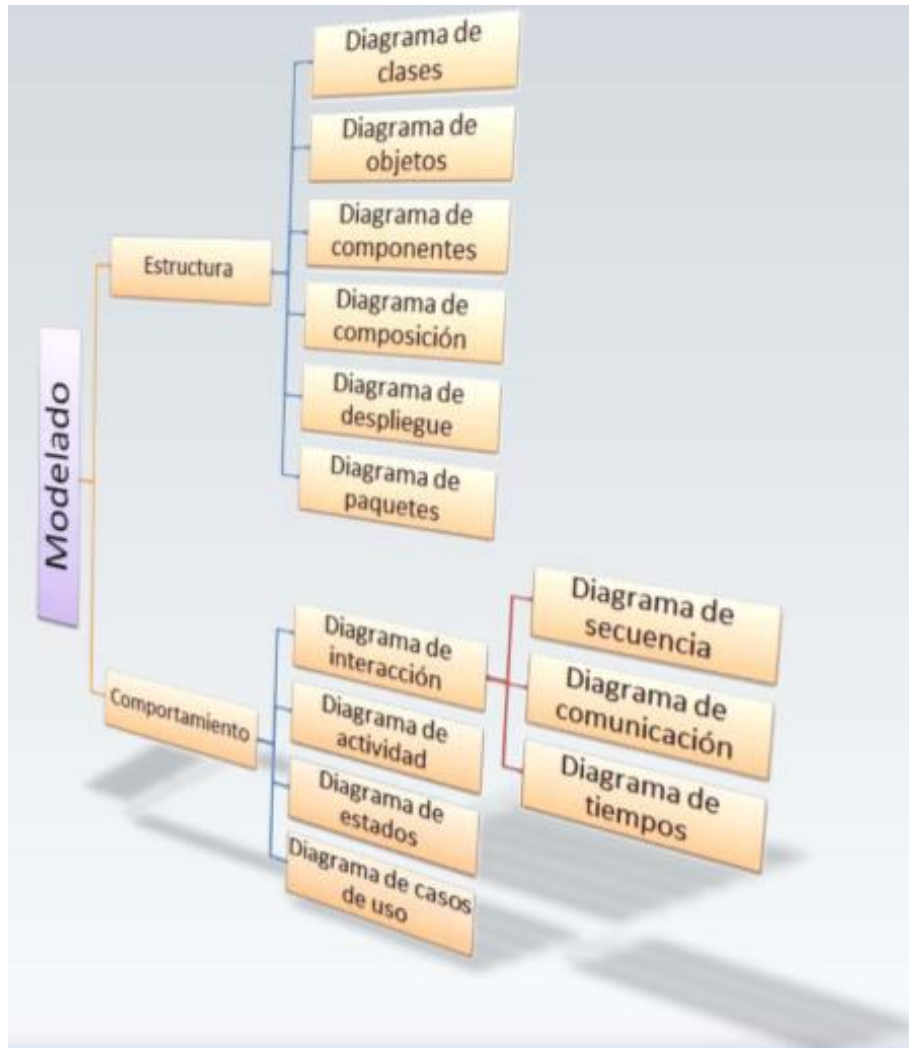 Modelado
Estructura
Diagrama de
clases
Diagrama de
objetos
Diagrama de
componentes
Diagrama de
composición
Diagrama de
despliegue
Diagrama de
paquetes
Comportamiento
Diagrama de
interacción
Diagrama de
secuencia
Diagrama de
comunicación
Diagrama de
tiempos
Diagrama de
actividad
Diagrama de
estados
Diagrama de casos
de uso